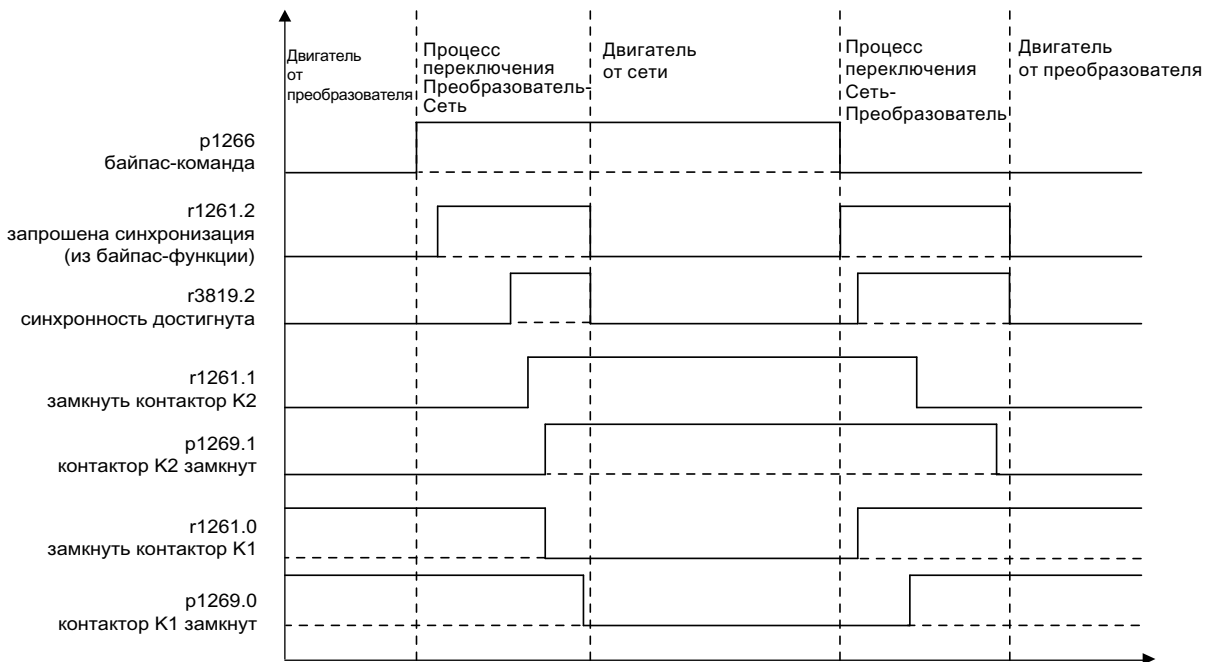 Двигатель
от
преобразователя
Процесс
переключения
Преобразователь-
Сеть
Двигатель
от сети
Процесс
переключения
Сеть-
Преобразователь
Двигатель
от преобразователя
p1266
байпас-команда
r1261.2
запрошена синхронизация
(из байпас-функции)
r3819.2
синхронность достигнута
r1261.1
замкнуть контактор K2
p1269.1
контактор K2 замкнут
r1261.0
замкнуть контактор K1
p1269.0
контактор K1 замкнут